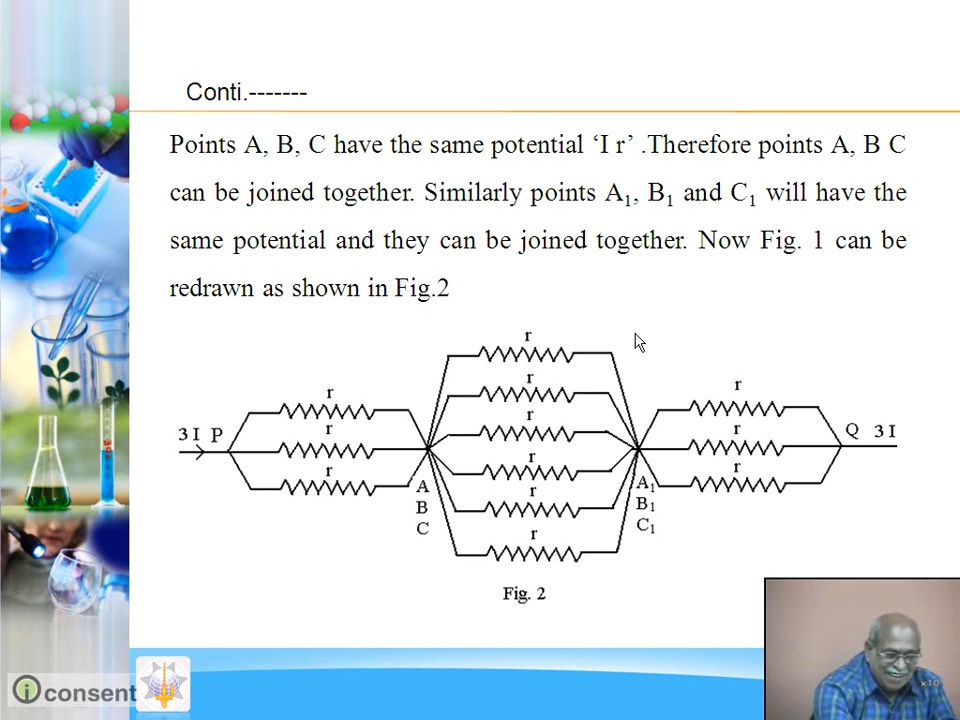 Conti.-------
Points A, B, C have the same potential ‘I r’ .Therefore points A, B C
can be joined together. Similarly points A₁, B₁ and C₁ will have the
same potential and they can be joined together. Now Fig. 1 can be
redrawn as shown in Fig.2
r
r
r
r
r
r
r
r
r
r
r
r
3 I P
Q 3 I
A
B
C
A₁
B₁
C₁
Fig. 2
i consent
x10